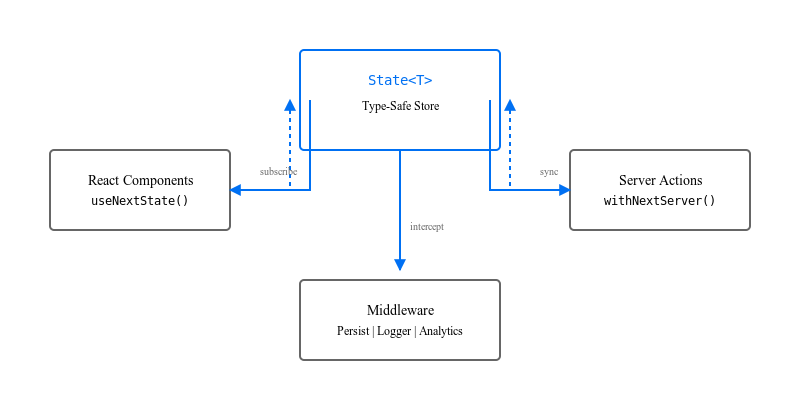 State<T>
Type-Safe Store
subscribe
sync
React Components
useNextState()
Server Actions
withNextServer()
intercept
Middleware
Persist | Logger | Analytics